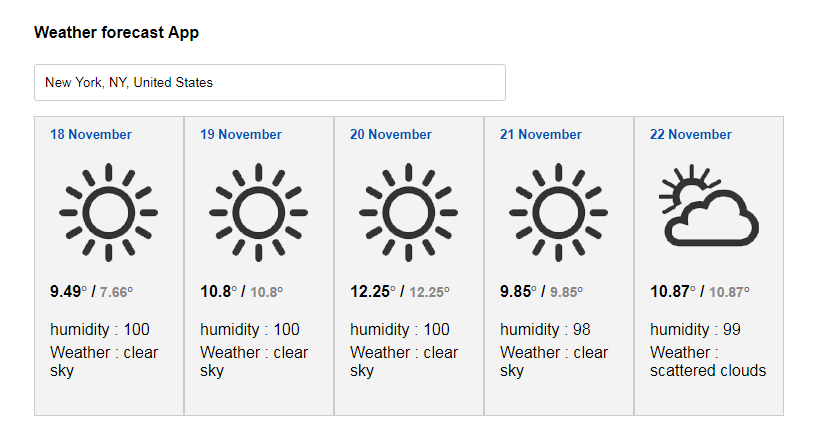 Weather forecast App
New York, NY, United States
18 November
9.49° / 7.66°
humidity : 100
Weather : clear
sky
19 November
10.8° / 10.8°
humidity : 100
Weather : clear
sky
20 November
12.25° / 12.25°
humidity : 100
Weather : clear
sky
21 November
9.85° / 9.85°
humidity : 98
Weather : clear
sky
22 November
10.87° / 10.87°
humidity : 99
Weather :
scattered clouds